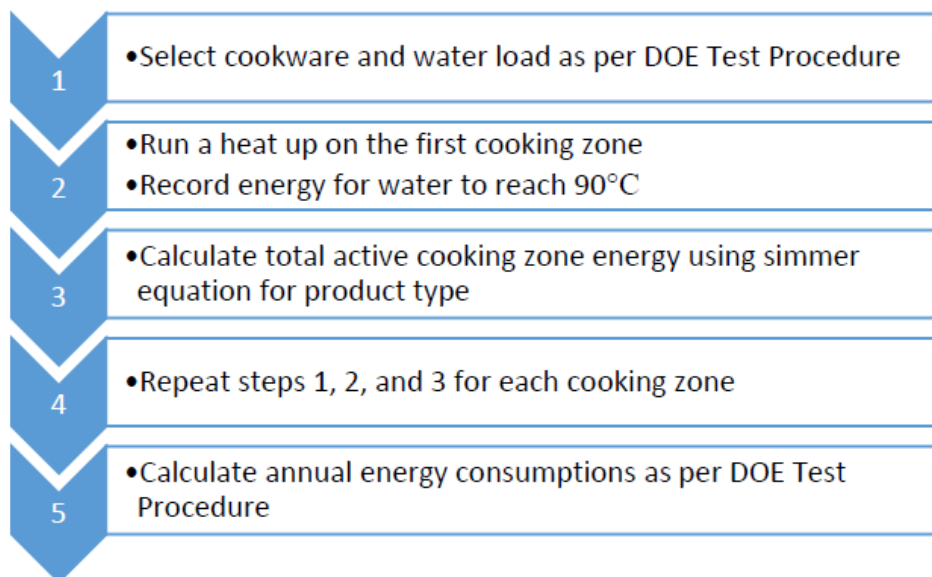 1
•Select cookware and water load as per DOE Test Procedure
2
•Run a heat up on the first cooking zone
•Record energy for water to reach 90°C
3
•Calculate total active cooking zone energy using simmer
equation for product type
4
•Repeat steps 1, 2, and 3 for each cooking zone
5
•Calculate annual energy consumptions as per DOE Test
Procedure